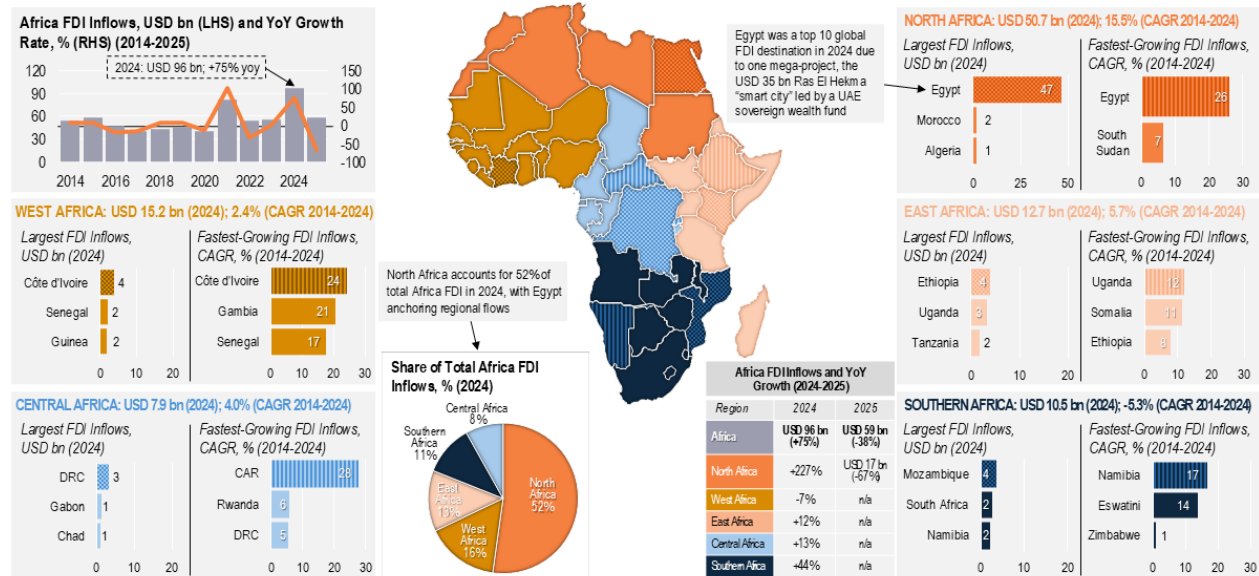 Africa FDI Inflows, USD bn (LHS) and YoY Growth
Rate, % (RHS) (2014-2025)
2024: USD 96 bn; +75% yoy
120
90
60
30
0
150
100
50
0
-50
-100
2014 2016 2018 2020 2022 2024
WEST AFRICA: USD 15.2 bn (2024); 2.4% (CAGR 2014-2024)
Largest FDI Inflows,
USD bn (2024)
Côte d'Ivoire 4
Senegal 2
Guinea 2
0 10 20
Fastest-Growing FDI Inflows,
CAGR, % (2014-2024)
Côte d'Ivoire 24
Gambia 21
Senegal 17
0 10 20 30
CENTRAL AFRICA: USD 7.9 bn (2024); 4.0% (CAGR 2014-2024)
Largest FDI Inflows,
USD bn (2024)
DRC 3
Gabon 1
Chad 1
0 10 20
Fastest-Growing FDI Inflows,
CAGR, % (2014-2024)
CAR 28
Rwanda 6
DRC 5
0 10 20 30
North Africa accounts for 52% of
total Africa FDI in 2024, with Egypt
anchoring regional flows
Share of Total Africa FDI
Inflows, % (2024)
Central Africa
8%
Southern
Africa
11%
East
Africa
13%
West
Africa
16%
North
Africa
52%
Egypt was a top 10 global
FDI destination in 2024 due
to one mega-project, the
USD 35 bn Ras El Hekma
"smart city" led by a UAE
sovereign wealth fund
Africa FDI Inflows and YoY
Growth (2024-2025)
Region 2024 2025
Africa USD 96 bn (+75%) USD 59 bn (-38%)
North Africa +227% USD 17 bn (-67%)
West Africa -7% n/a
East Africa +12% n/a
Central Africa +13% n/a
Southern Africa +44% n/a
NORTH AFRICA: USD 50.7 bn (2024); 15.5% (CAGR 2014-2024)
Largest FDI Inflows,
USD bn (2024)
Egypt 47
Morocco 2
Algeria 1
0 25 50
Fastest-Growing FDI Inflows,
CAGR, % (2014-2024)
Egypt 26
South
Sudan 7
0 10 20 30
EAST AFRICA: USD 12.7 bn (2024); 5.7% (CAGR 2014-2024)
Largest FDI Inflows,
USD bn (2024)
Ethiopia 4
Uganda 3
Tanzania 2
0 10 20
Fastest-Growing FDI Inflows,
CAGR, % (2014-2024)
Uganda 12
Somalia 11
Ethiopia 8
0 10 20 30
SOUTHERN AFRICA: USD 10.5 bn (2024); -5.3% (CAGR 2014-2024)
Largest FDI Inflows,
USD bn (2024)
Mozambique 4
South Africa 2
Namibia 2
0 10 20
Fastest-Growing FDI Inflows,
CAGR, % (2014-2024)
Namibia 17
Eswatini 14
Zimbabwe 1
0 10 20 30